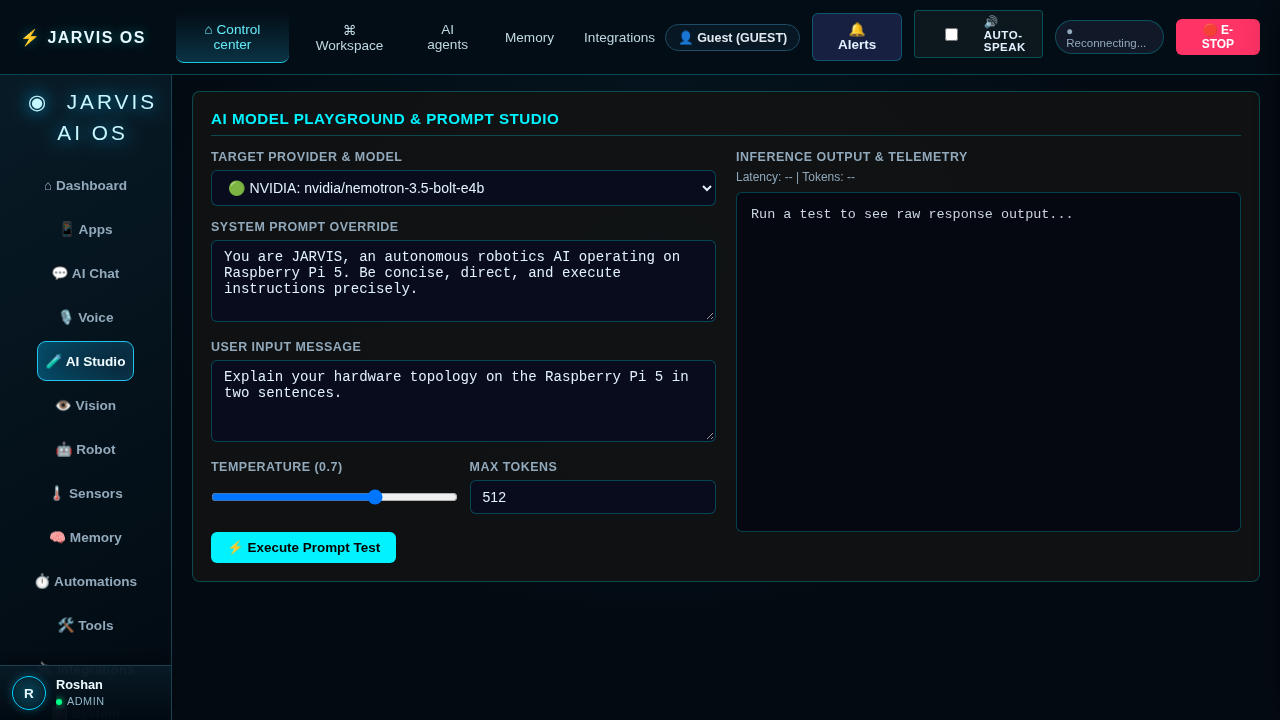 ⚡ JARVIS OS
⌂ Control
center
⌘
Workspace
AI
agents
Memory
Integrations
👤 Guest (GUEST)
🔔
Alerts
🔊
AUTO-
SPEAK
●
Reconnecting...
🛑 E-
STOP
◉ JARVIS
AI OS
⌂ Dashboard
📱 Apps
💬 AI Chat
🎙️ Voice
🧪 AI Studio
👁️ Vision
🤖 Robot
🌡️ Sensors
🧠 Memory
⏱️ Automations
🛠️ Tools
Integrations
R
Roshan
ADMIN
AI MODEL PLAYGROUND & PROMPT STUDIO
TARGET PROVIDER & MODEL
🟢 NVIDIA: nvidia/nemotron-3.5-bolt-e4b
SYSTEM PROMPT OVERRIDE
You are JARVIS, an autonomous robotics AI operating on
Raspberry Pi 5. Be concise, direct, and execute
instructions precisely.
USER INPUT MESSAGE
Explain your hardware topology on the Raspberry Pi 5 in
two sentences.
TEMPERATURE (0.7)
MAX TOKENS
512
⚡ Execute Prompt Test
INFERENCE OUTPUT & TELEMETRY
Latency: -- | Tokens: --
Run a test to see raw response output...